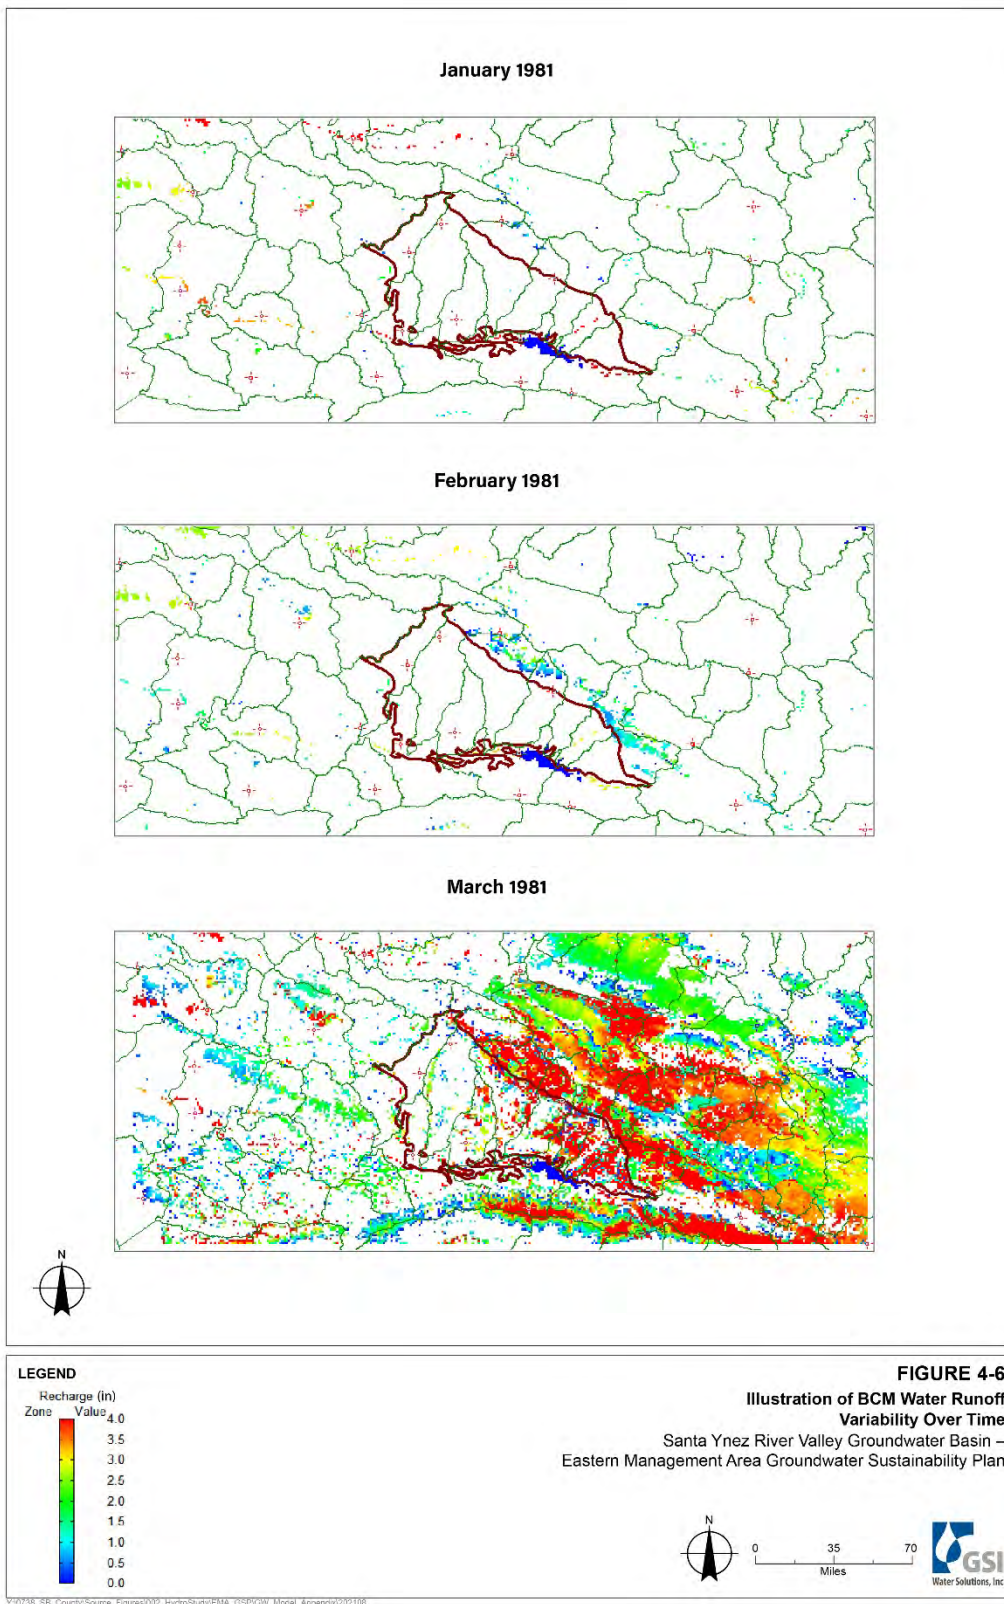 January 1981
February 1981
March 1981
N
LEGEND
Recharge (in)
Zone Value
4.0
3.5
3.0
2.5
2.0
1.5
1.0
0.5
0.0
FIGURE 4-6
Illustration of BCM Water Runoff
Variability Over Time
Santa Ynez River Valley Groundwater Basin –
Eastern Management Area Groundwater Sustainability Plan
N
0 35 70
Miles
GSI
Water Solutions, Inc